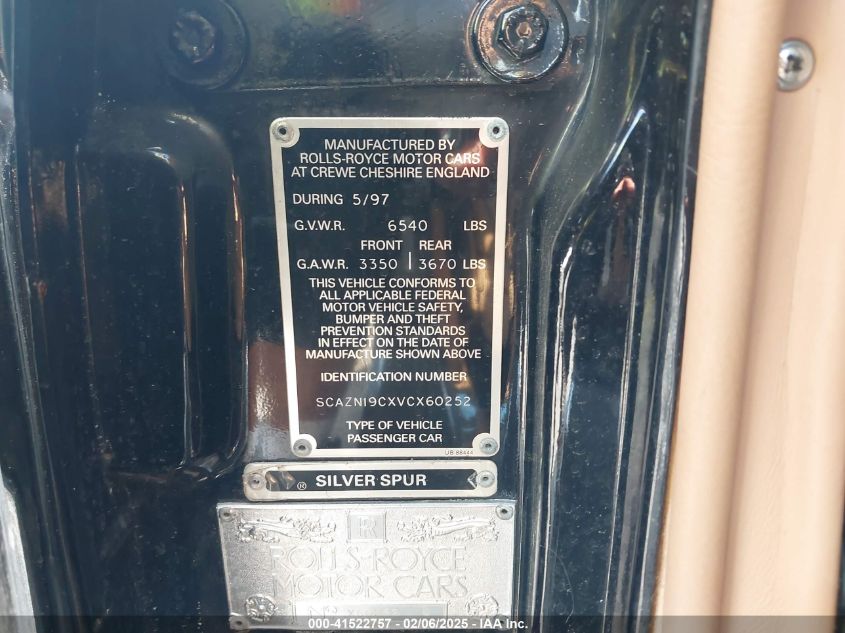 MANUFACTURED BY
ROLLS-ROYCE MOTOR CARS
AT CREWE CHESHIRE ENGLAND
DURING 5/97
G.V.W.R. 6540 LBS
FRONT REAR
G.A.W.R. 3350 | 3670 LBS
THIS VEHICLE CONFORMS TO
ALL APPLICABLE FEDERAL
MOTOR VEHICLE SAFETY,
BUMPER AND THEFT
PREVENTION STANDARDS
IN EFFECT ON THE DATE OF
MANUFACTURE SHOWN ABOVE
IDENTIFICATION NUMBER
SCAZN19CXVCX60252
TYPE OF VEHICLE
PASSENGER CAR
UB 88444
® SILVER SPUR
R
ROLLS-ROYCE
MOTOR CARS
000-41522757 - 02/06/2025 - IAA Inc.